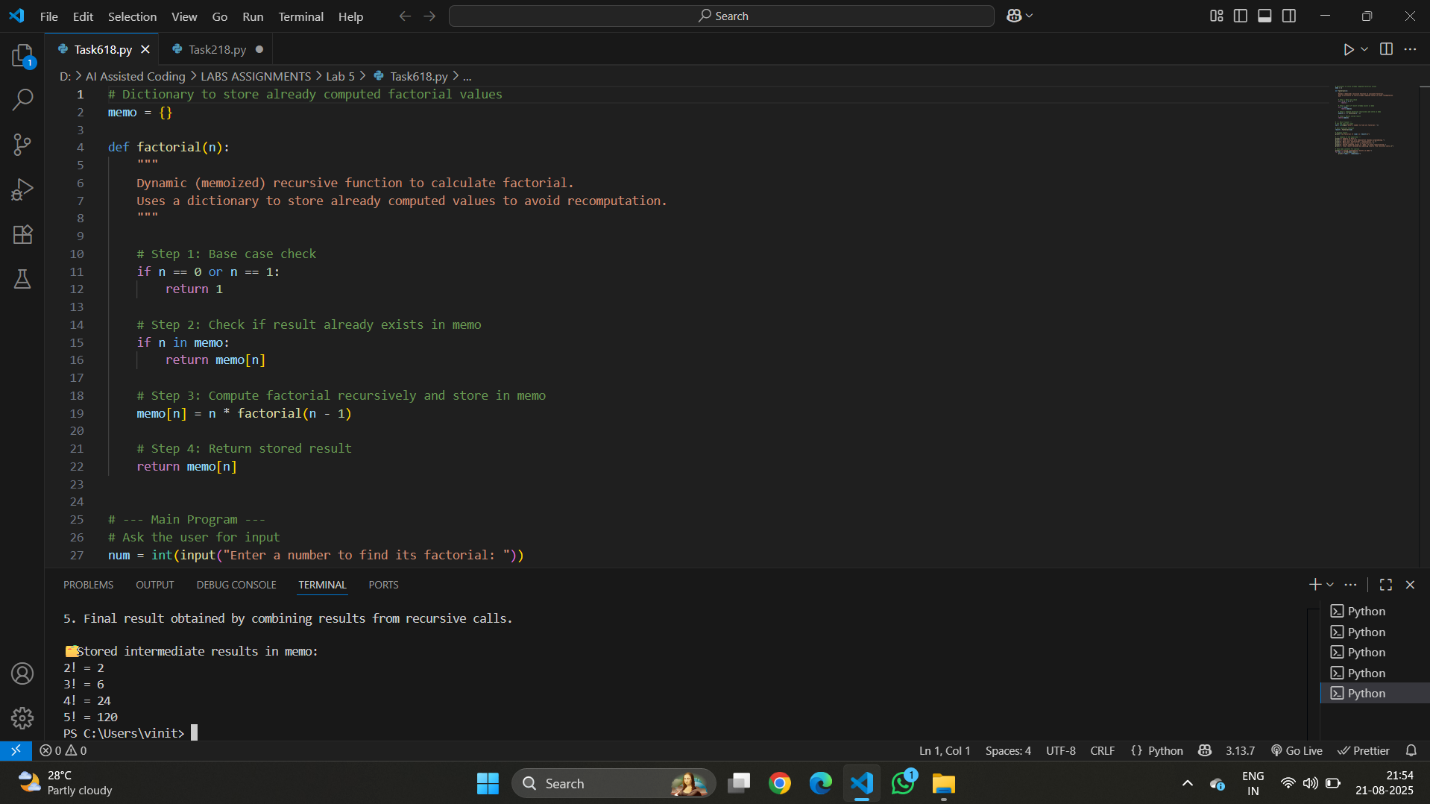 File Edit Selection View Go Run Terminal Help Search
Task618.py Task218.py
D: > AI Assisted Coding > LABS ASSIGNMENTS > Lab 5 > Task618.py > ...
1 # Dictionary to store already computed factorial values
2 memo = {}
3
4 def factorial(n):
5 """
6 Dynamic (memoized) recursive function to calculate factorial.
7 Uses a dictionary to store already computed values to avoid recomputation.
8 """
9
10 # Step 1: Base case check
11 if n == 0 or n == 1:
12 return 1
13
14 # Step 2: Check if result already exists in memo
15 if n in memo:
16 return memo[n]
17
18 # Step 3: Compute factorial recursively and store in memo
19 memo[n] = n * factorial(n - 1)
20
21 # Step 4: Return stored result
22 return memo[n]
23
24
25 # --- Main Program ---
26 # Ask the user for input
27 num = int(input("Enter a number to find its factorial: "))
PROBLEMS OUTPUT DEBUG CONSOLE TERMINAL PORTS
5. Final result obtained by combining results from recursive calls.
Stored intermediate results in memo:
2! = 2
3! = 6
4! = 24
5! = 120
PS C:\Users\vinit>
Python
Python
Python
Python
Python
1
0 0 Ln 1, Col 1 Spaces: 4 UTF-8 CRLF {} Python 3.13.7 Go Live Prettier
28°C
Partly cloudy
Search
1
ENG
IN
21:54
21-08-2025